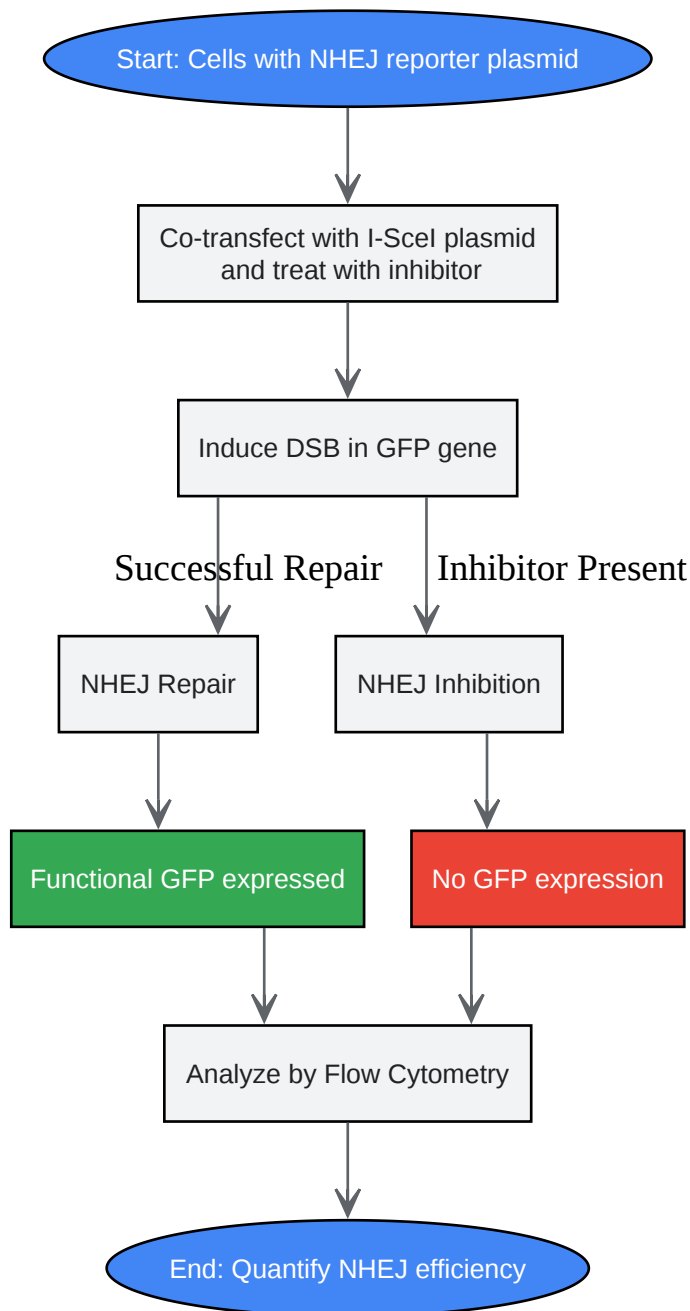 Start: Cells with NHEJ reporter plasmid
Co-transfect with I-SceI plasmid
and treat with inhibitor
Induce DSB in GFP gene
Successful Repair
Inhibitor Present
NHEJ Repair
NHEJ Inhibition
Functional GFP expressed
No GFP expression
Analyze by Flow Cytometry
End: Quantify NHEJ efficiency